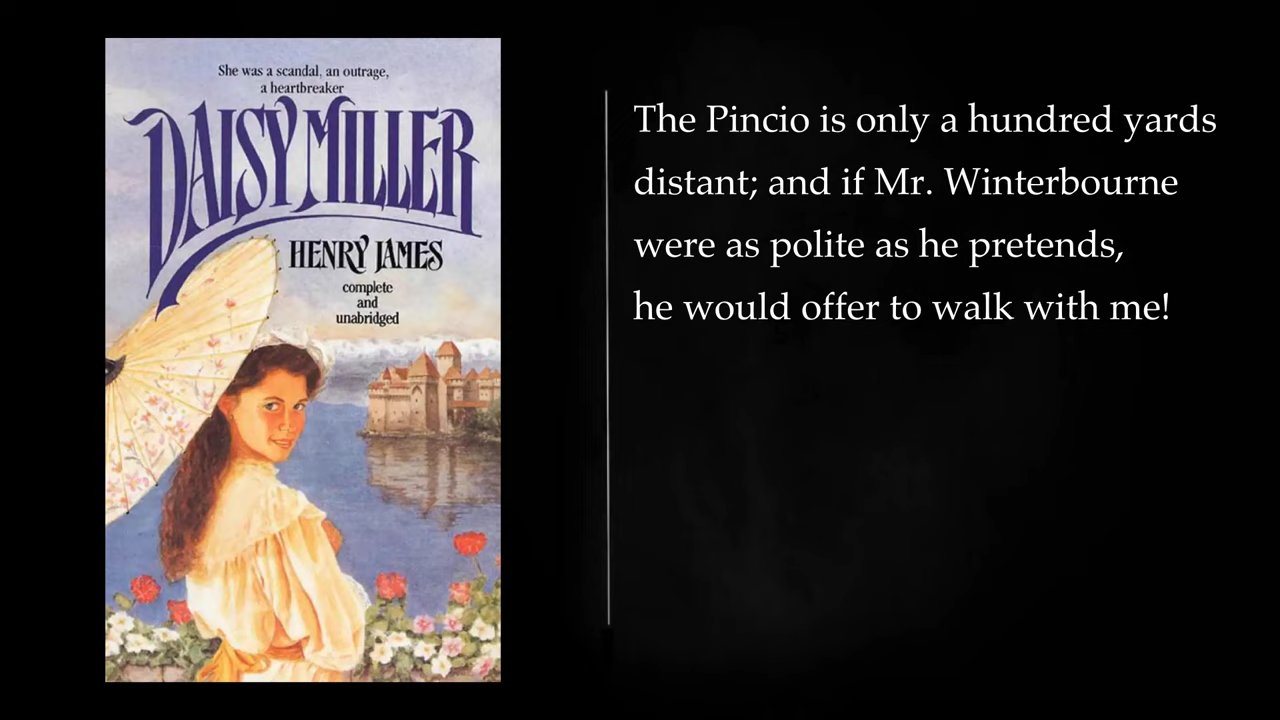 She was a scandal, an outrage,
a heartbreaker
DAISY MILLER
HENRY JAMES
complete
and
unabridged
The Pincio is only a hundred yards
distant; and if Mr. Winterbourne
were as polite as he pretends,
he would offer to walk with me!